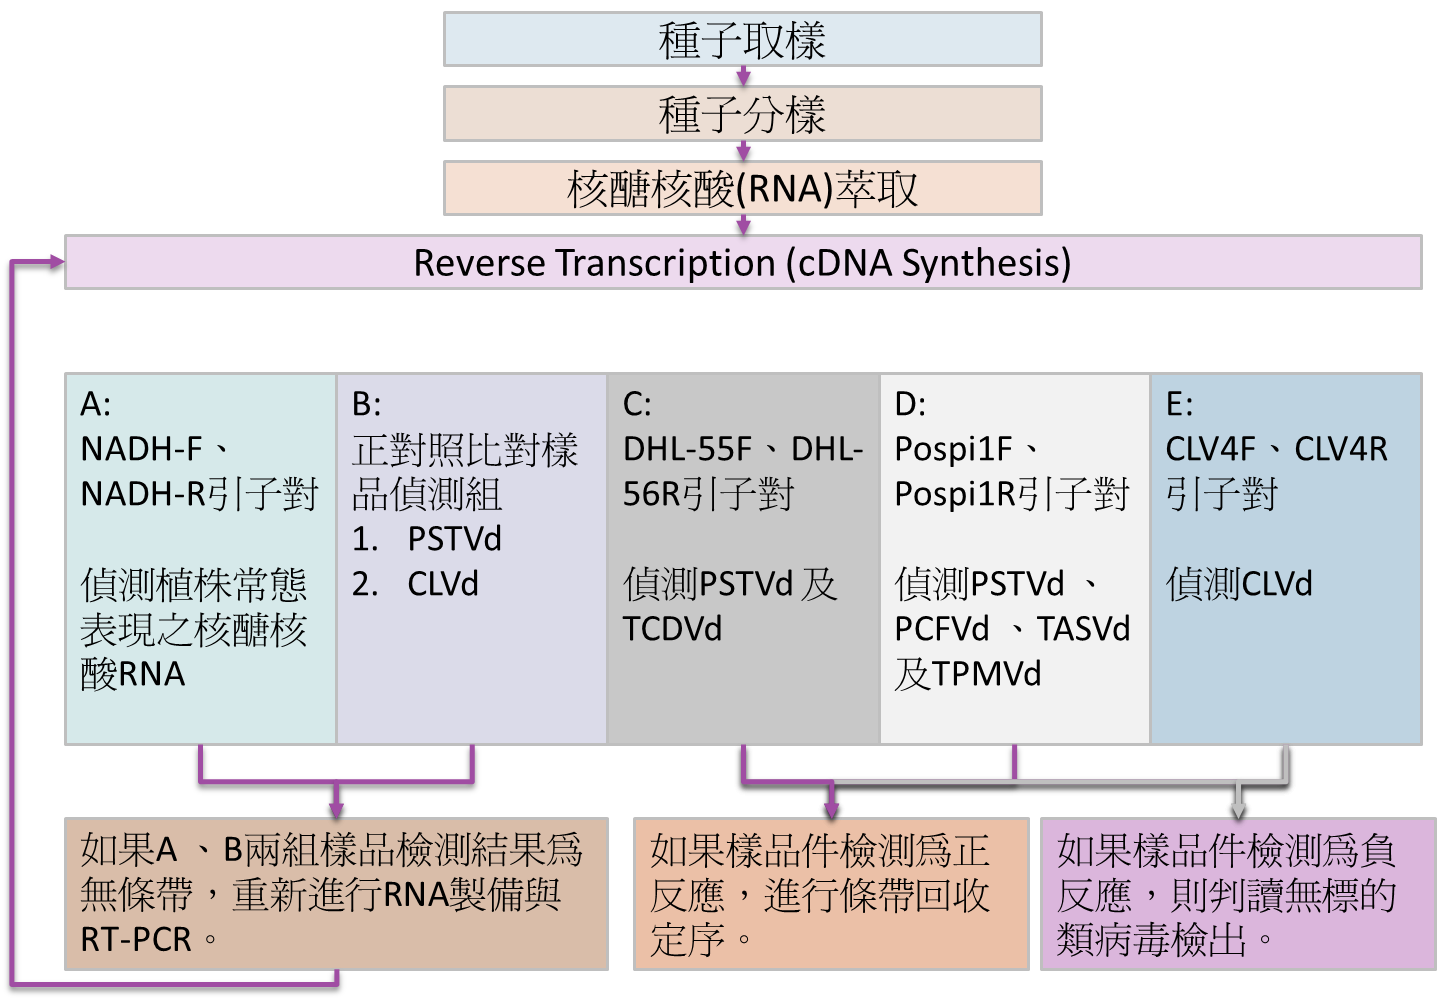 種子取樣
種子分樣
核醣核酸(RNA)萃取
Reverse Transcription (cDNA Synthesis)
A:
NADH-F、
NADH-R引子對
偵測植株常態
表現之核醣核
酸RNA
B:
正對照比對樣
品偵測組
1. PSTVd
2. CLVd
C:
DHL-55F、DHL-
56R引子對
偵測PSTVd 及
TCDVd
D:
Pospi1F、
Pospi1R引子對
偵測PSTVd 、
PCFVd 、TASVd
及TPMVd
E:
CLV4F、CLV4R
引子對
偵測CLVd
如果A 、B兩組樣品檢測結果為
無條帶，重新進行RNA製備與
RT-PCR。
如果樣品件檢測為正
反應，進行條帶回收
定序。
如果樣品件檢測為負
反應，則判讀無標的
類病毒檢出。